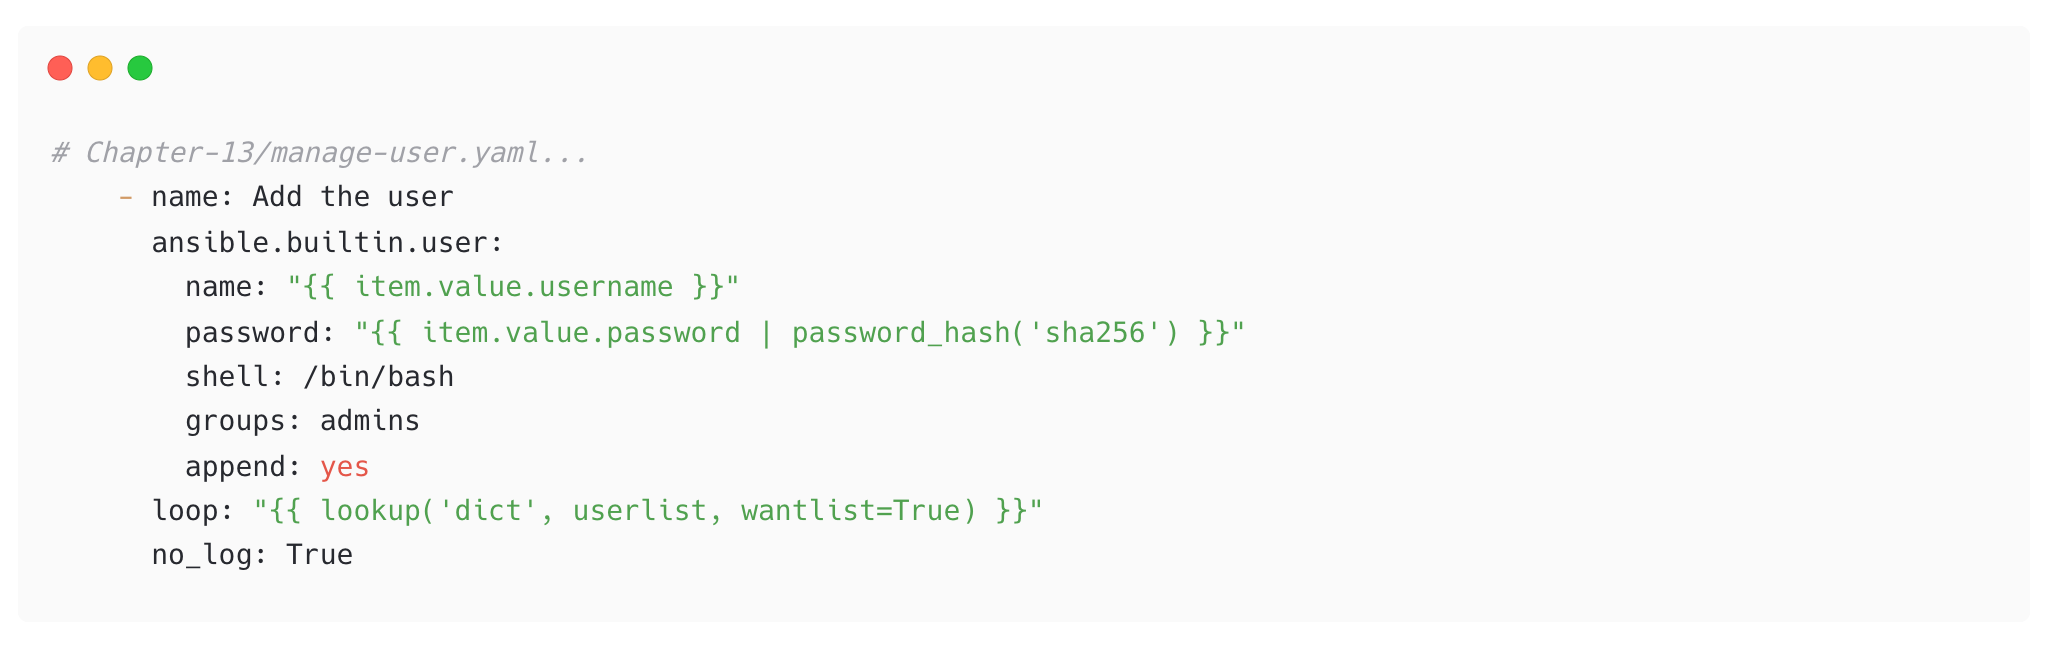 # Chapter-13/manage-user.yaml...
    - name: Add the user
      ansible.builtin.user:
        name: "{{ item.value.username }}"
        password: "{{ item.value.password | password_hash('sha256') }}"
        shell: /bin/bash
        groups: admins
        append: yes
      loop: "{{ lookup('dict', userlist, wantlist=True) }}"
      no_log: True